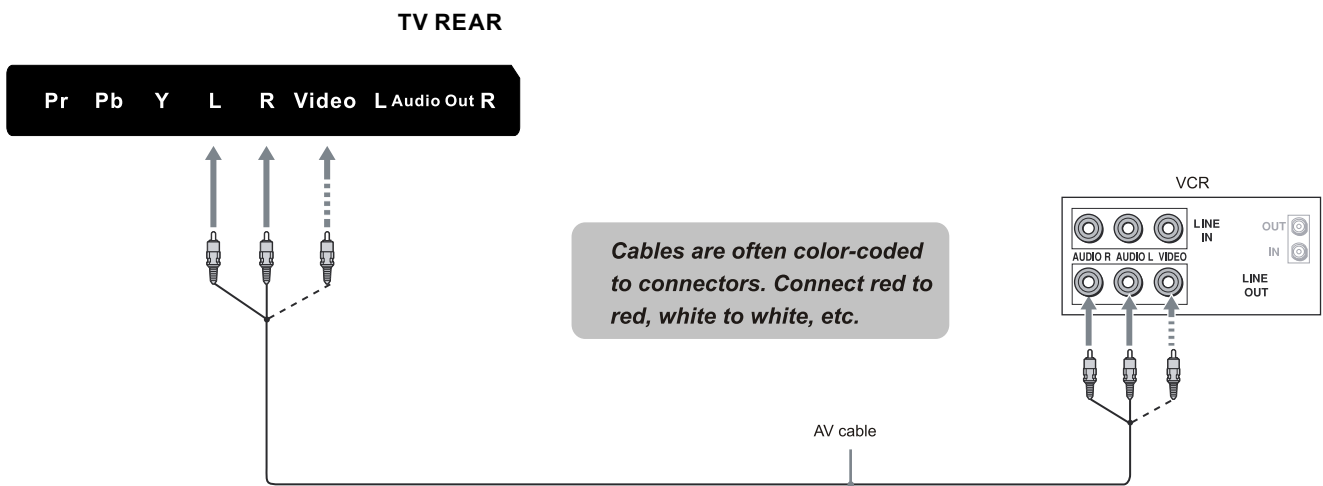 TV REAR
Pr Pb Y L R Video L Audio Out R
VCR
LINE
IN
OUT
IN
AUDIO R AUDIO L VIDEO
LINE
OUT
Cables are often color-coded
to connectors. Connect red to
red, white to white, etc.
AV cable